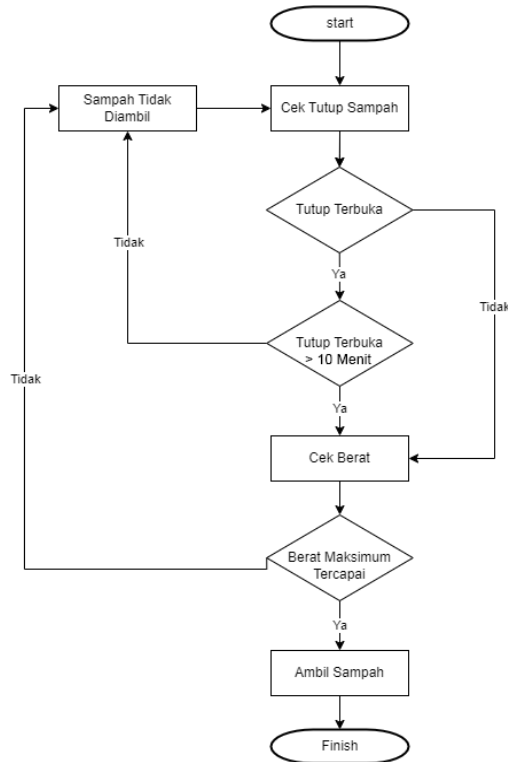 start
Sampah Tidak
Diambil
Cek Tutup Sampah
Tutup Terbuka
Tidak
Ya
Tidak
Tutup Terbuka
> 10 Menit
Tidak
Ya
Cek Berat
Berat Maksimum
Tercapai
Ya
Ambil Sampah
Finish